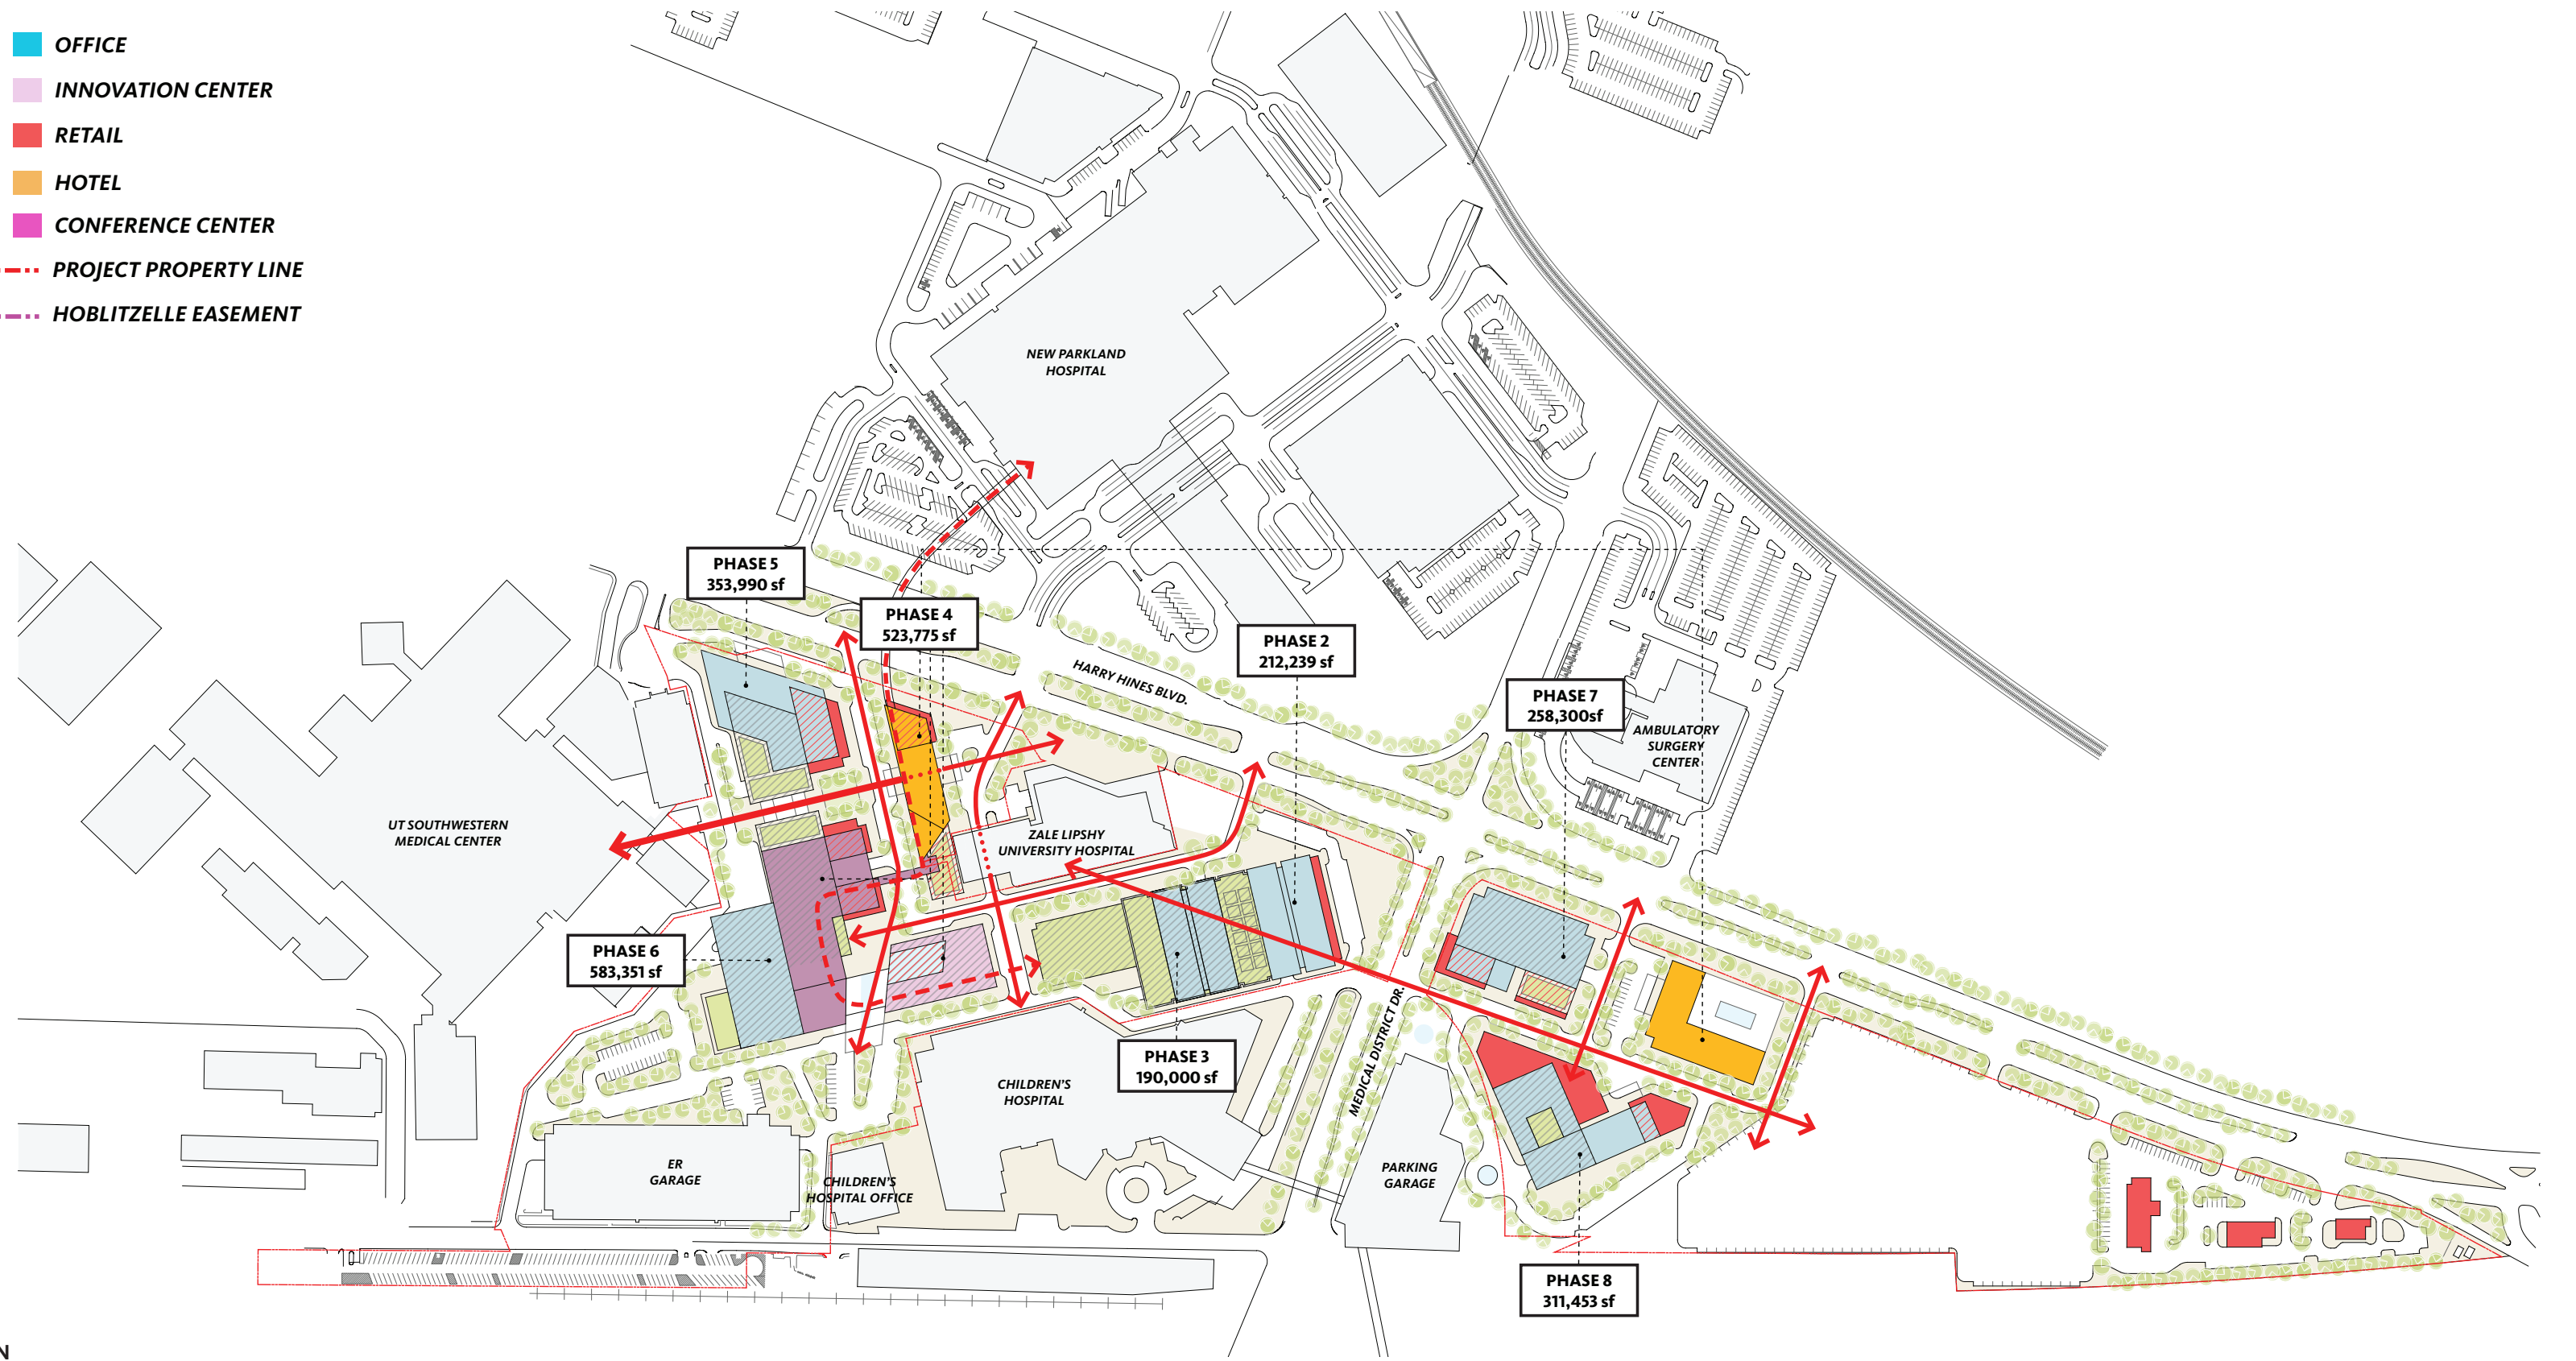 OFFICE
INNOVATION CENTER
RETAIL
HOTEL
CONFERENCE CENTER
PROJECT PROPERTY LINE
HOBLITZELLE EASEMENT
NEW PARKLAND
HOSPITAL
PHASE 5
353,990 sf
PHASE 4
523,775 sf
PHASE 2
212,239 sf
HARRY HINES BLVD.
PHASE 7
258,300sf
AMBULATORY
SURGERY
CENTER
UT SOUTHWESTERN
MEDICAL CENTER
ZALE LIPSHY
UNIVERSITY HOSPITAL
PHASE 6
583,351 sf
PHASE 3
190,000 sf
MEDICAL DISTRICT DR.
CHILDREN'S
HOSPITAL
ER
GARAGE
CHILDREN'S
HOSPITAL OFFICE
PARKING
GARAGE
PHASE 8
311,453 sf
N